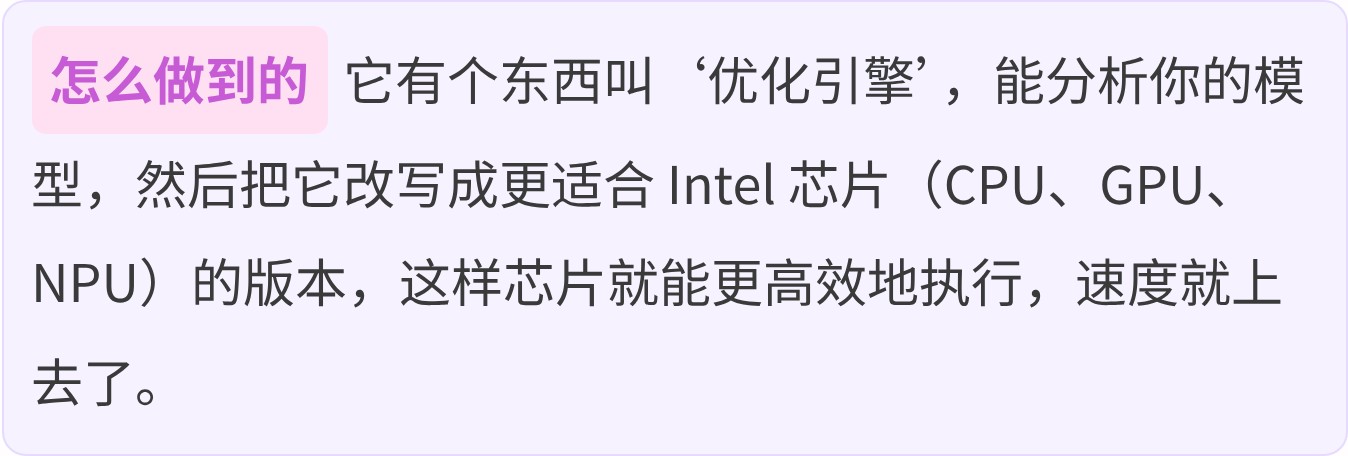 怎么做到的 它有个东西叫 ‘优化引擎’，能分析你的模
型，然后把它改写成更适合 Intel 芯片（CPU、GPU、
NPU）的版本，这样芯片就能更高效地执行，速度就上
去了。